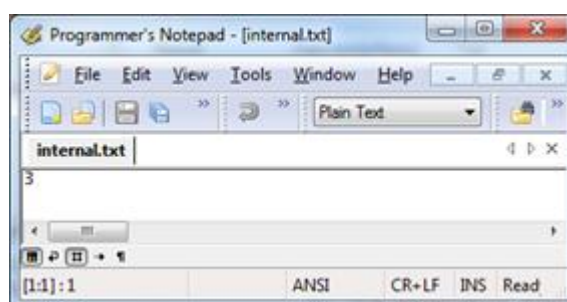 Programmer's Notepad - [internal.txt]
File Edit View Tools Window Help
Plain Text
internal.txt
3
[1:1] : 1 ANSI CR+LF INS Read